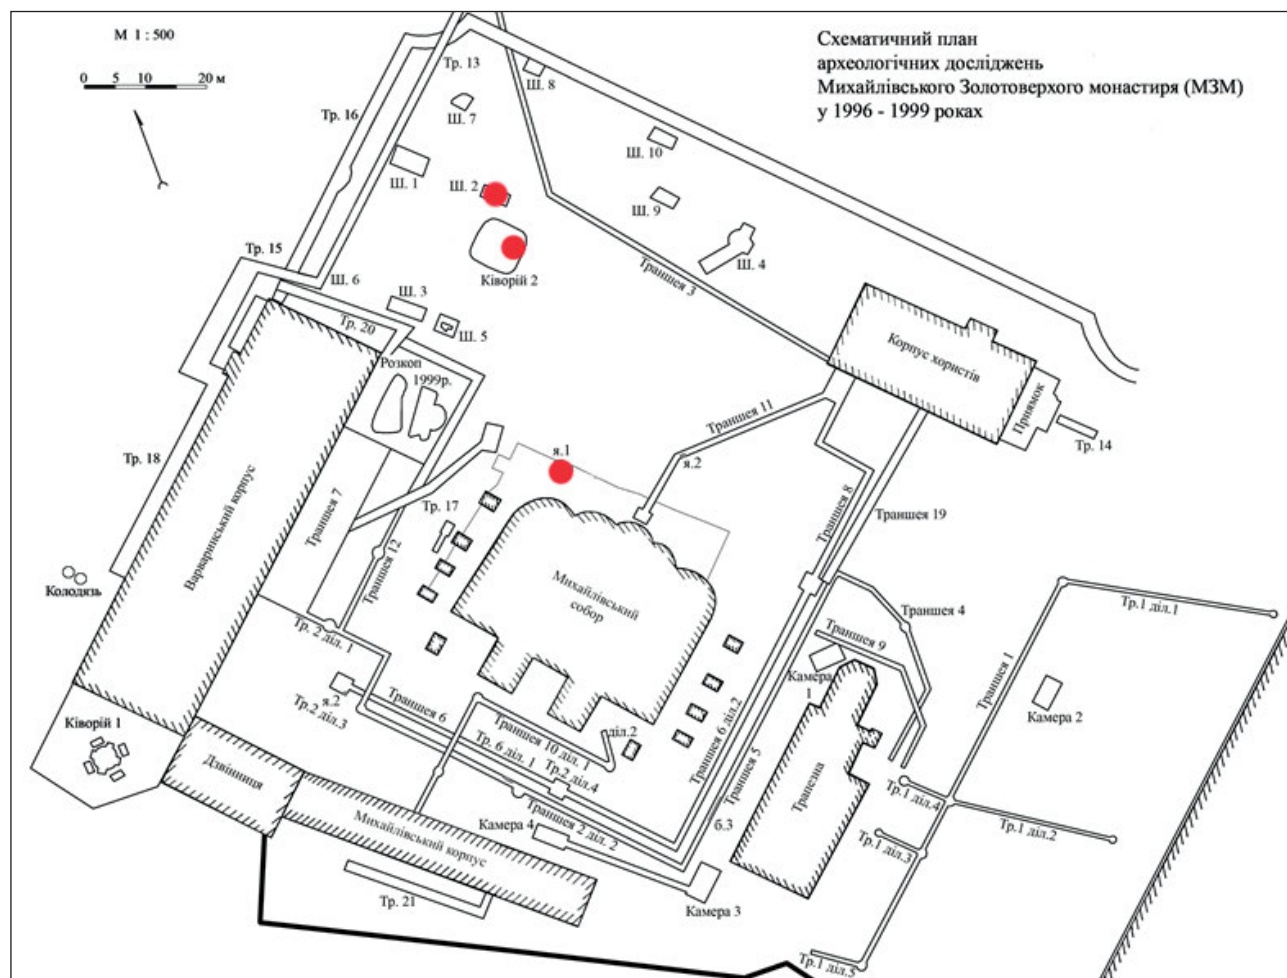 М 1 : 500
0 5 10 20 м
Схематичний план
археологічних досліджень
Михайлівського Золотоверхого монастиря (МЗМ)
у 1996 - 1999 роках
Тр. 13
Ш. 8
Тр. 16
Ш. 7
Ш. 10
Ш. 1
Ш. 2
Ш. 9
Ш. 4
Тр. 15
Ківорій 2
Траншея 3
Ш. 6
Ш. 3
Тр. 20
Ш. 5
Корпус хористів
Розкоп
1999р.
Приямок
Траншея 11
Тр. 14
я.1
я.2
Тр. 18
Варваринський корпус
Траншея 7
Тр. 17
Траншея 8
Траншея 19
Траншея 12
Михайлівський
собор
Колодязь
Тр.1 діл.1
Траншея 4
Траншея 9
Тр. 2 діл. 1
Траншея 1
Камера
1
Камера 2
я.2
Тр.2 діл.3
Траншея 6
Ківорій 1
Траншея 10 діл. 1
діл.2
Траншея 6 діл.2
Тр. 6 діл. 1
Тр.2 діл.4
Траншея 5
Трапезна
Дзвінниця
Тр.1 діл.4
Траншея 2 діл. 2
Камера 4
б.3
Тр.1 діл.2
Михайлівський корпус
Тр.1 діл.3
Тр. 21
Камера 3
Тр.1 діл.5